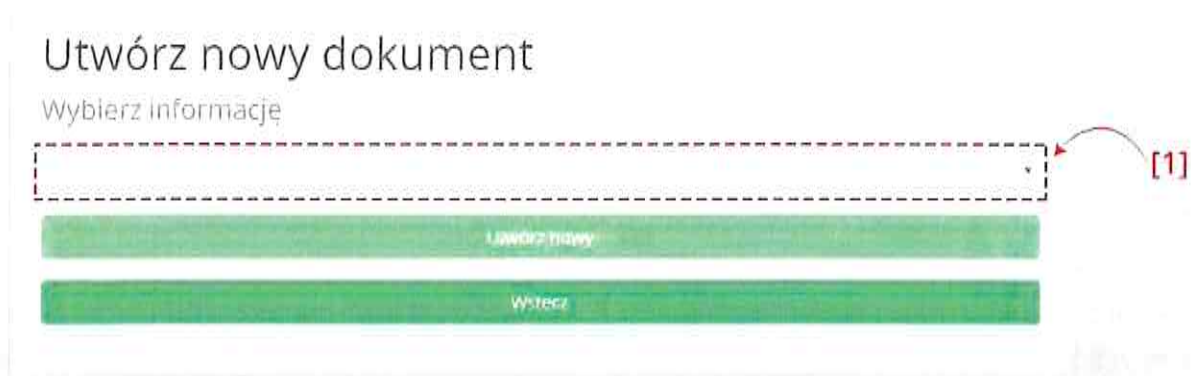 Utwórz nowy dokument
Wybierz informację
[1]
Utwórz nowy
Wstecz